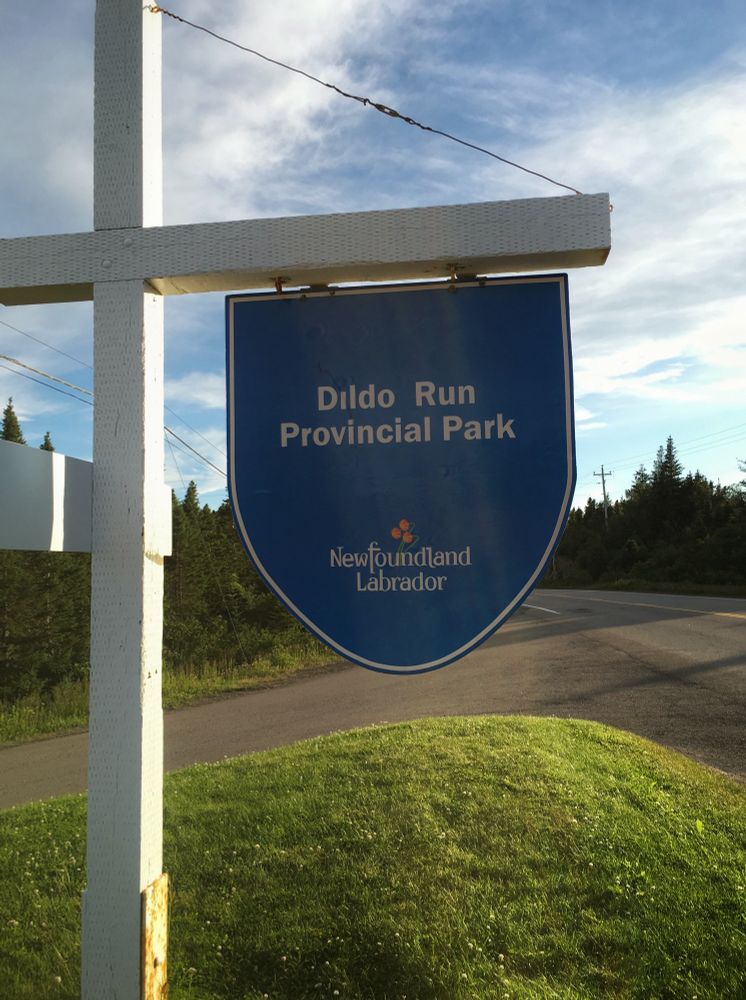 Dildo Run
Provincial Park
Newfoundland
Labrador